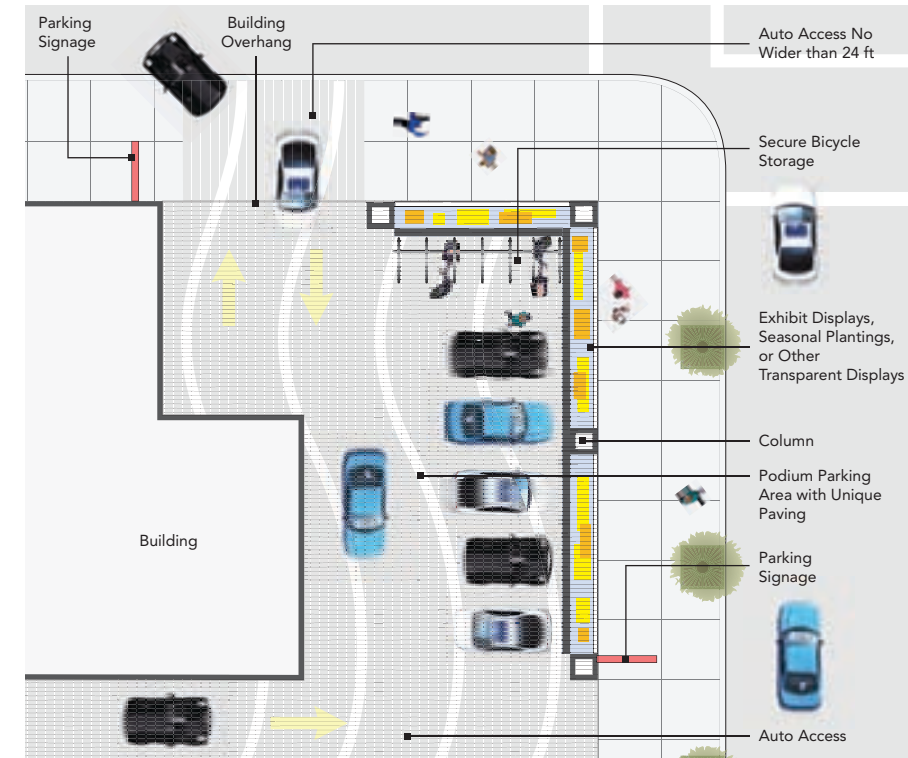 Parking
Signage
Building
Overhang
Auto Access No
Wider than 24 ft
Secure Bicycle
Storage
Exhibit Displays,
Seasonal Plantings,
or Other
Transparent Displays
Column
Podium Parking
Area with Unique
Paving
Building
Parking
Signage
Auto Access